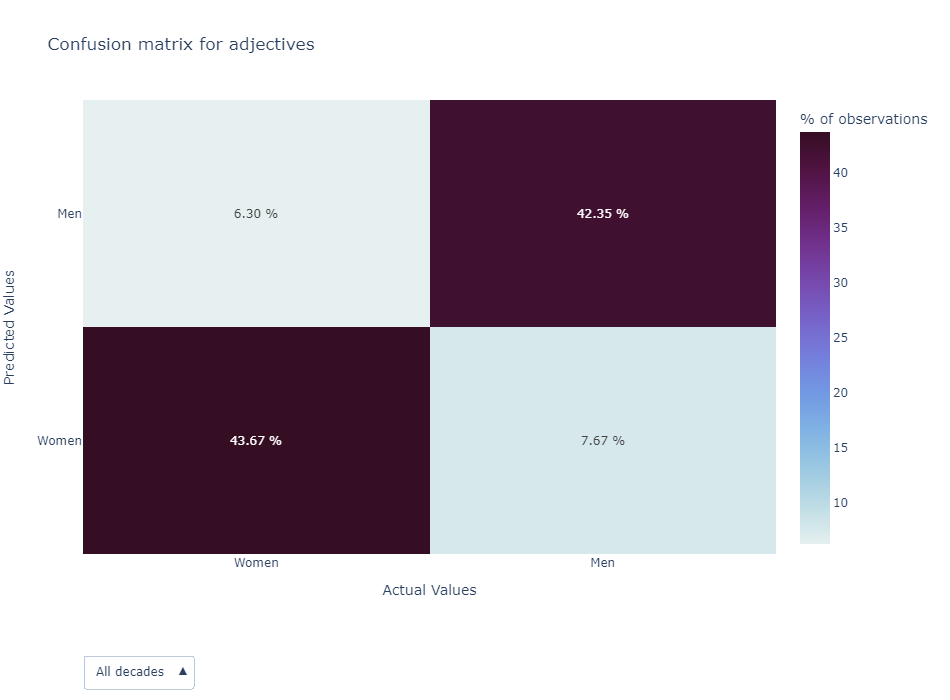 Confusion matrix for adjectives
% of observations
Men
6.30 %
42.35 %
Women
43.67 %
7.67 %
Predicted Values
Women
Men
Actual Values
40
35
30
25
20
15
10
All decades ▲